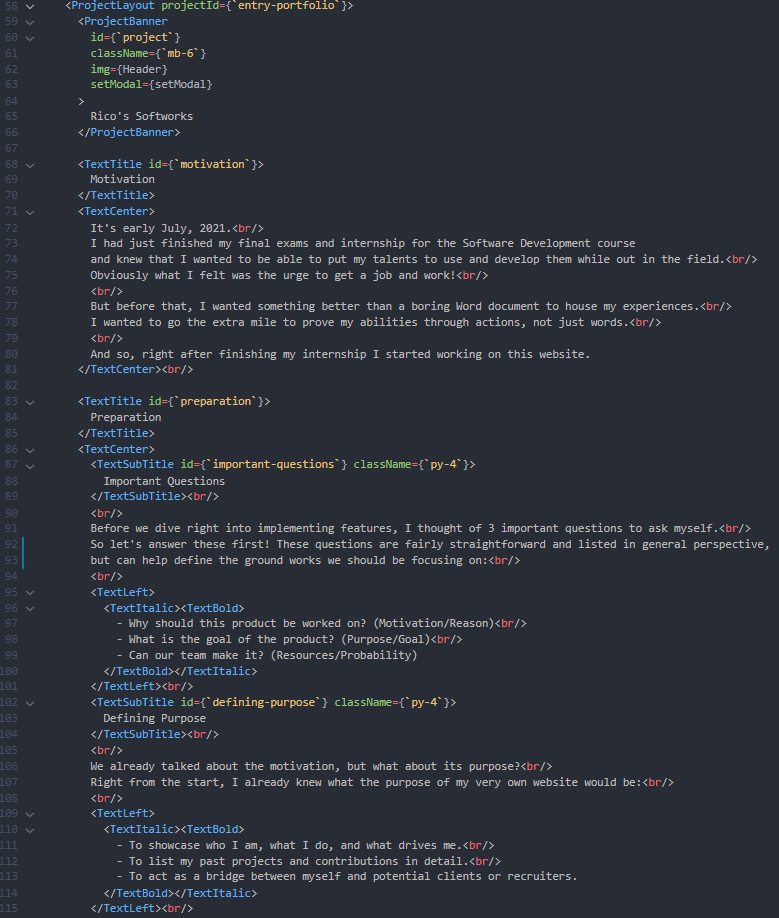 58 <ProjectLayout projectId={`entry-portfolio`}>
59 <ProjectBanner
60 id={`project`}
61 className={`mb-6`}
62 img={Header}
63 setModal={setModal}
64 >
65 Rico's Softworks
66 </ProjectBanner>
67
68 <TextTitle id={`motivation`}>
69 Motivation
70 </TextTitle>
71 <TextCenter>
72 It's early July, 2021.<br/>
73 I had just finished my final exams and internship for the Software Development course
74 and knew that I wanted to be able to put my talents to use and develop them while out in the field.<br/>
75 Obviously what I felt was the urge to get a job and work!<br/>
76 <br/>
77 But before that, I wanted something better than a boring Word document to house my experiences.<br/>
78 I wanted to go the extra mile to prove my abilities through actions, not just words.<br/>
79 <br/>
80 And so, right after finishing my internship I started working on this website.
81 </TextCenter><br/>
82
83 <TextTitle id={`preparation`}>
84 Preparation
85 </TextTitle>
86 <TextCenter>
87 <TextSubTitle id={`important-questions`} className={`py-4`}>
88 Important Questions
89 </TextSubTitle><br/>
90 <br/>
91 Before we dive right into implementing features, I thought of 3 important questions to ask myself.<br/>
92 So let's answer these first! These questions are fairly straightforward and listed in general perspective,
93 but can help define the ground works we should be focusing on:<br/>
94 <br/>
95 <TextLeft>
96 <TextItalic><TextBold>
97 - Why should this product be worked on? (Motivation/Reason)<br/>
98 - What is the goal of the product? (Purpose/Goal)<br/>
99 - Can our team make it? (Resources/Probability)
100 </TextBold></TextItalic>
101 </TextLeft><br/>
102 <TextSubTitle id={`defining-purpose`} className={`py-4`}>
103 Defining Purpose
104 </TextSubTitle><br/>
105 <br/>
106 We already talked about the motivation, but what about its purpose?<br/>
107 Right from the start, I already knew what the purpose of my very own website would be:<br/>
108 <br/>
109 <TextLeft>
110 <TextItalic><TextBold>
111 - To showcase who I am, what I do, and what drives me.<br/>
112 - To list my past projects and contributions in detail.<br/>
113 - To act as a bridge between myself and potential clients or recruiters.
114 </TextBold></TextItalic>
115 </TextLeft><br/>